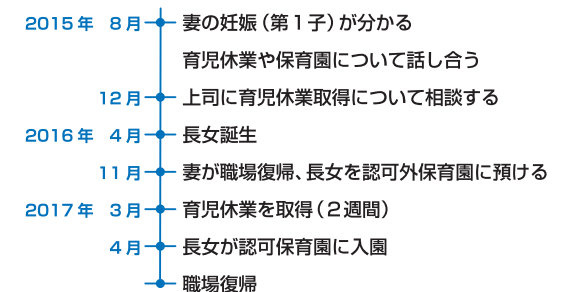 2015年 8月 妻の妊娠（第1子）が分かる
育児休業や保育園について話し合う
12月 上司に育児休業取得について相談する
2016年 4月 長女誕生
11月 妻が職場復帰、長女を認可外保育園に預ける
2017年 3月 育児休業を取得（2週間）
4月 長女が認可保育園に入園
職場復帰